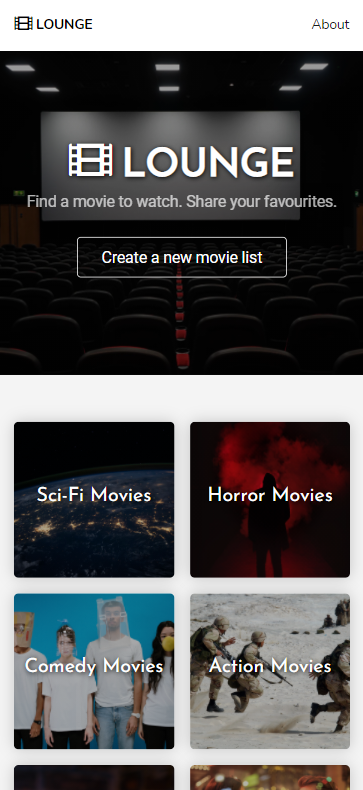 LOUNGE
About
LOUNGE
Find a movie to watch. Share your favourites.
Create a new movie list
Sci-Fi Movies
Horror Movies
Comedy Movies
Action Movies